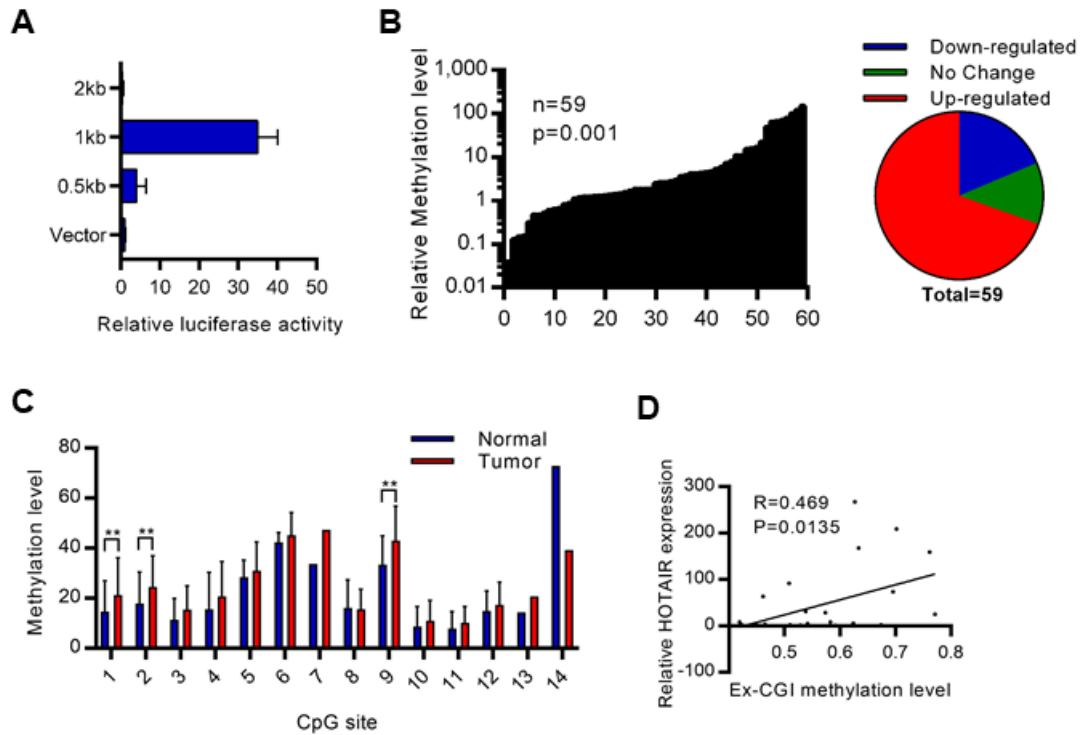 A
2kb
1kb
0.5kb
Vector
0 10 20 30 40 50
Relative luciferase activity
B
Relative Methylation level
1,000
100
10
1
0.1
0.01
n=59
p=0.001
0 10 20 30 40 50 60
Down-regulated
No Change
Up-regulated
Total=59
C
Methylation level
80
60
40
20
0
Normal
Tumor
** ** **
1 2 3 4 5 6 7 8 9 10 11 12 13 14
CpG site
D
Relative HOTAIR expression
300
200
100
0
-100
R=0.469
P=0.0135
0.5 0.6 0.7 0.8
Ex-CGI methylation level